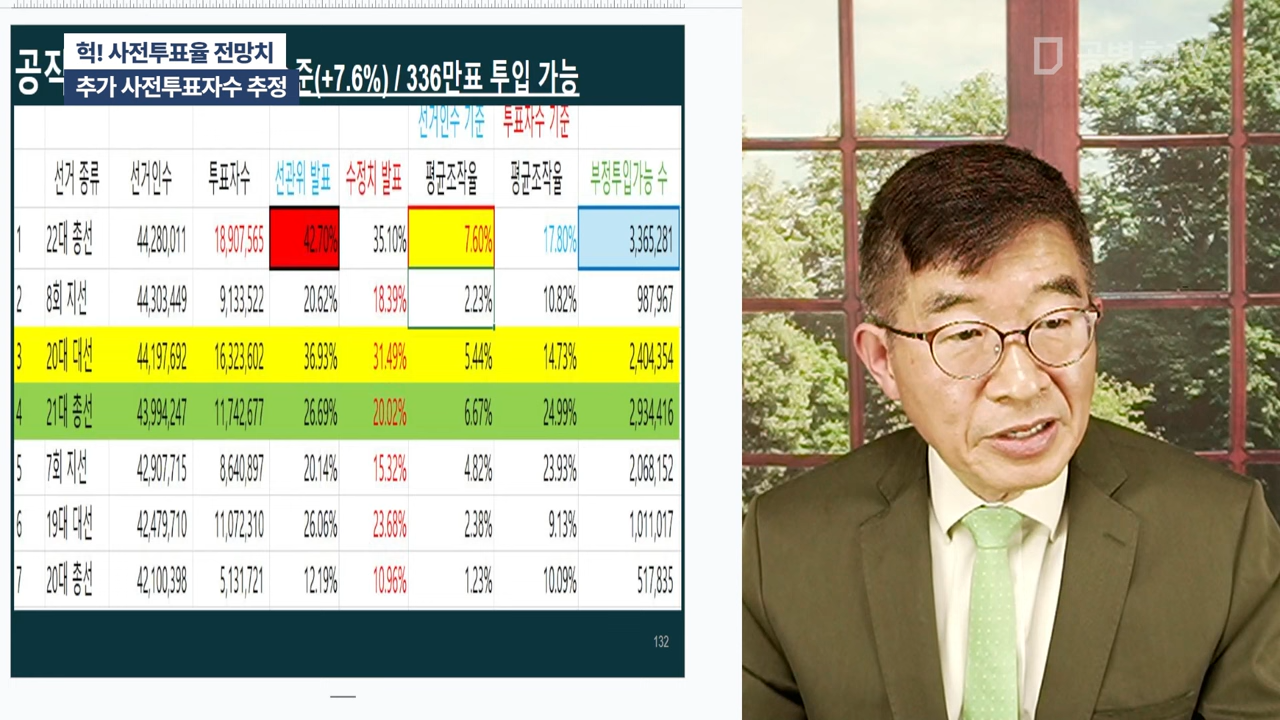 헉! 사전투표율 전망치
추가 사전투표자수 추정
준(+7.6%) / 336만표 투입 가능
선거인수 기준 투표자수 기준
선거 종류 선거인수 투표자수 선관위 발표 수정치 발표 평균조작율 평균조작율 부정투입가능 수
1 22대 총선 44,280,011 18,907,565 42.70% 35.10% 7.60% 17.80% 3,365,281
2 8회 지선 44,303,449 9,133,522 20.62% 18.39% 2.23% 10.82% 987,967
3 20대 대선 44,197,692 16,323,602 36.93% 31.49% 5.44% 14.73% 2,404,354
4 21대 총선 43,994,247 11,742,677 26.69% 20.02% 6.67% 24.99% 2,934,416
5 7회 지선 42,907,715 8,640,897 20.14% 15.32% 4.82% 23.93% 2,068,152
6 19대 대선 42,479,710 11,072,310 26.06% 23.68% 2.38% 9.13% 1,011,017
7 20대 총선 42,100,398 5,131,721 12.19% 10.96% 1.23% 10.09% 517,835
132